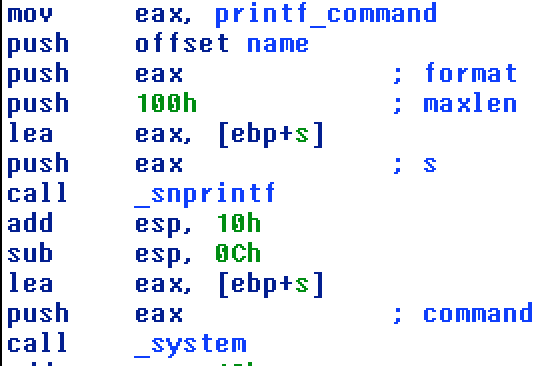 mov eax, printf_command
push offset name
push eax ; format
push 100h ; maxlen
lea eax, [ebp+s]
push eax ; s
call _snprintf
add esp, 10h
sub esp, 0Ch
lea eax, [ebp+s]
push eax ; command
call _system